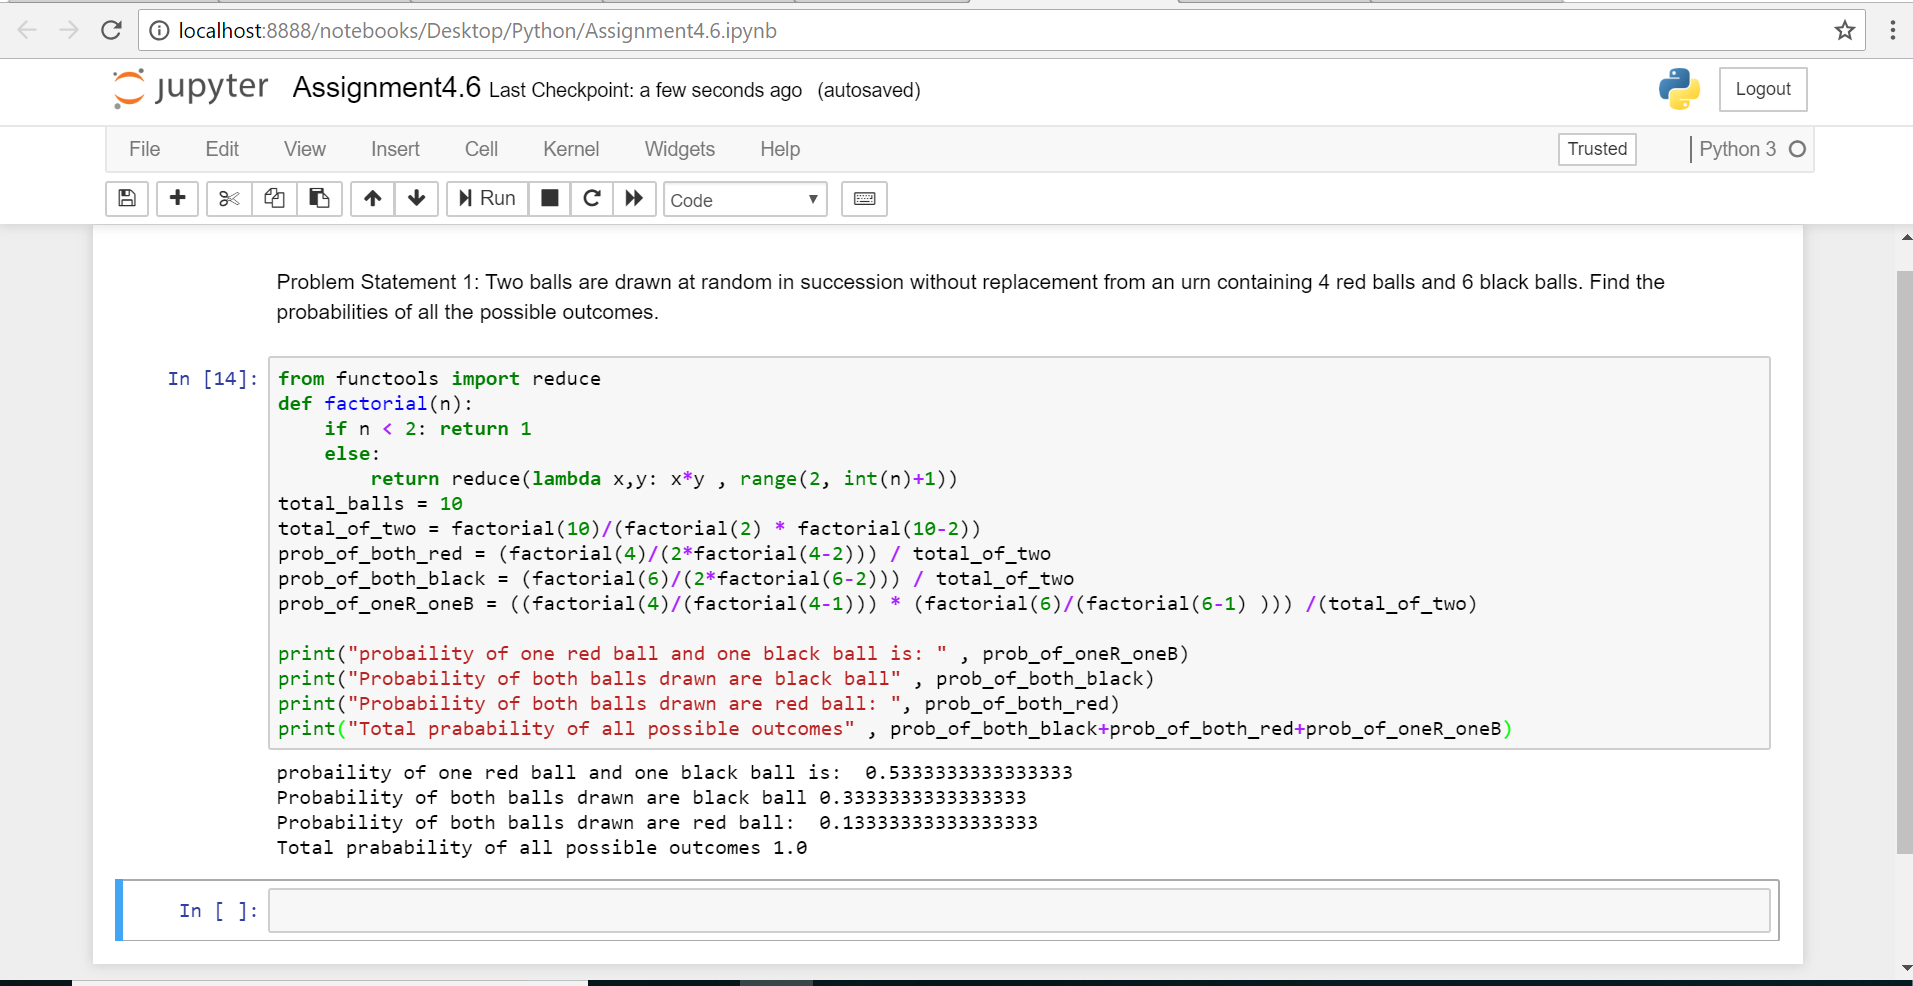 localhost:8888/notebooks/Desktop/Python/Assignment4.6.ipynb
jupyter Assignment4.6 Last Checkpoint: a few seconds ago (autosaved) Logout
File Edit View Insert Cell Kernel Widgets Help Trusted Python 3
Run Code
Problem Statement 1: Two balls are drawn at random in succession without replacement from an urn containing 4 red balls and 6 black balls. Find the
probabilities of all the possible outcomes.
In [14]: from functools import reduce
def factorial(n):
    if n < 2: return 1
    else:
        return reduce(lambda x,y: x*y , range(2, int(n)+1))
total_balls = 10
total_of_two = factorial(10)/(factorial(2) * factorial(10-2))
prob_of_both_red = (factorial(4)/(2*factorial(4-2))) / total_of_two
prob_of_both_black = (factorial(6)/(2*factorial(6-2))) / total_of_two
prob_of_oneR_oneB = ((factorial(4)/(factorial(4-1))) * (factorial(6)/(factorial(6-1) ))) /(total_of_two)
print("probaility of one red ball and one black ball is: " , prob_of_oneR_oneB)
print("Probability of both balls drawn are black ball" , prob_of_both_black)
print("Probability of both balls drawn are red ball: ", prob_of_both_red)
print("Total prabability of all possible outcomes" , prob_of_both_black+prob_of_both_red+prob_of_oneR_oneB)
probaility of one red ball and one black ball is:  0.5333333333333333
Probability of both balls drawn are black ball 0.3333333333333333
Probability of both balls drawn are red ball:  0.13333333333333333
Total prabability of all possible outcomes 1.0
In [ ]: